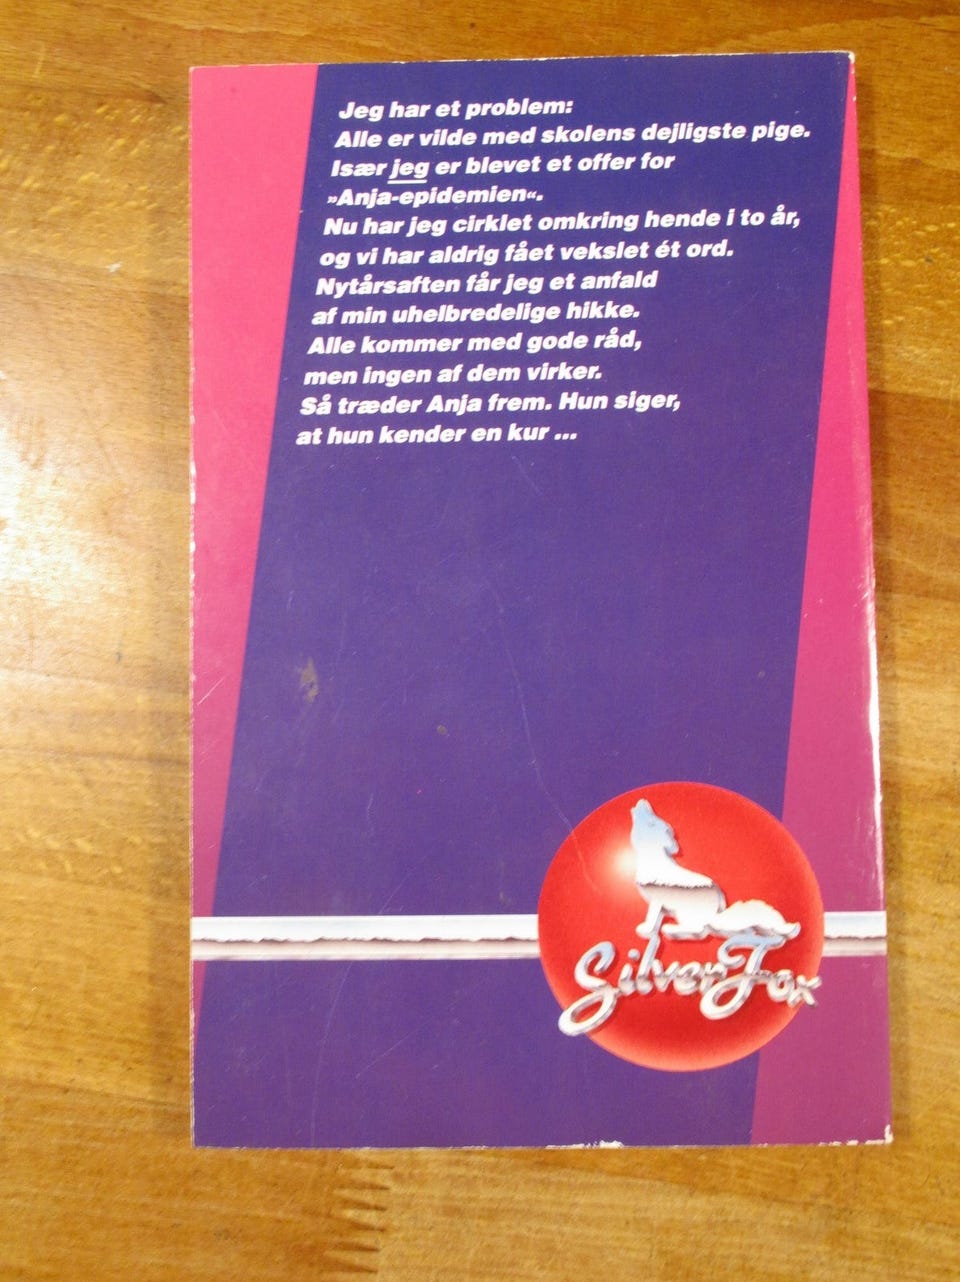 Jeg har et problem:
Alle er vilde med skolens dejligste pige.
Især jeg er blevet et offer for
»Anja-epidemien«.
Nu har jeg cirklet omkring hende i to år,
og vi har aldrig fået vekslet ét ord.
Nytårsaften får jeg et anfald
af min uhelbredelige hikke.
Alle kommer med gode råd,
men ingen af dem virker.
Så træder Anja frem. Hun siger,
at hun kender en kur ...
SilverFox